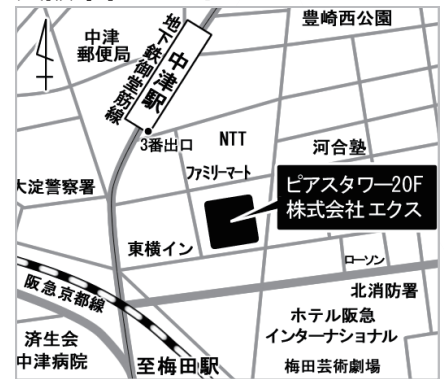 豊崎西公園
中津
郵便局
地下鉄御堂筋線
中津駅
3番出口
NTT
河合塾
ファミリーマート
大淀警察署
ピアスタワー20F
株式会社エクス
東横イン
ローソン
阪急京都線
北消防署
ホテル阪急
インターナショナル
済生会
中津病院
至梅田駅
梅田芸術劇場